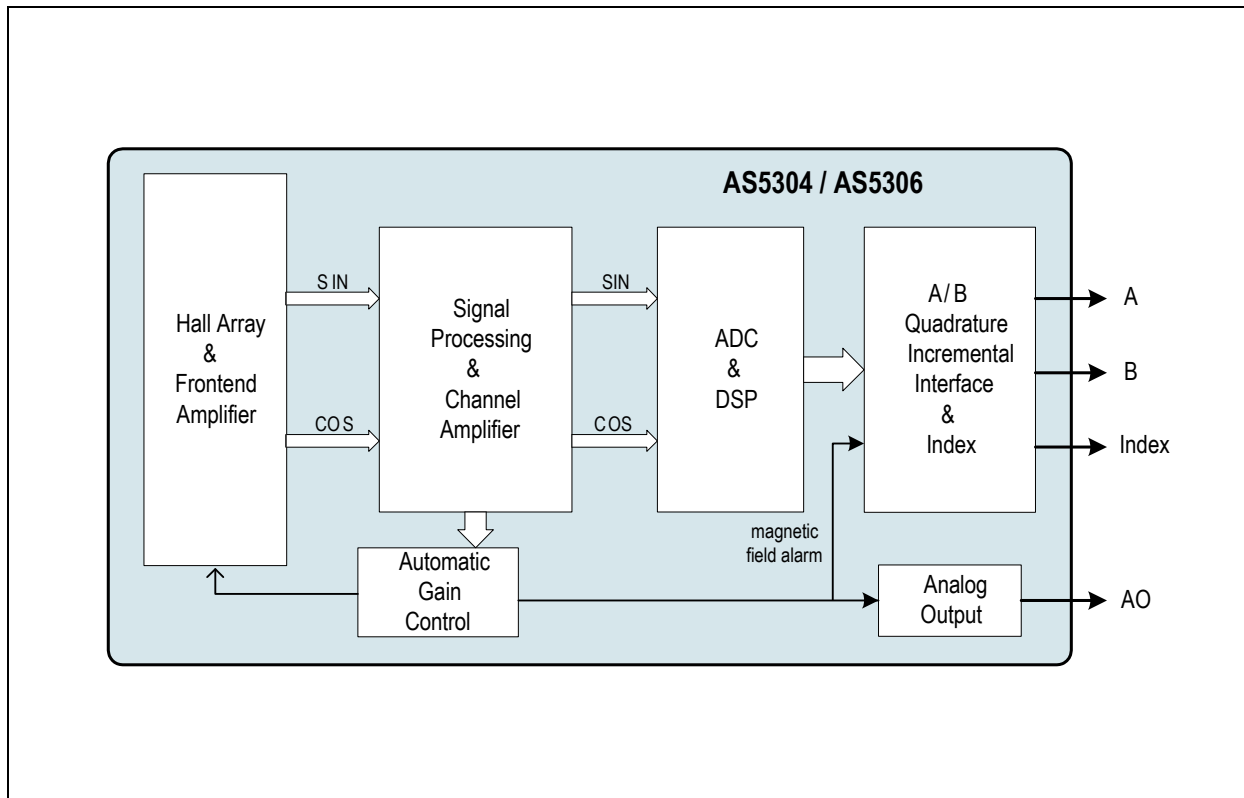 AS5304 / AS5306
Hall Array
&
Frontend
Amplifier
SIN
COS
Signal
Processing
&
Channel
Amplifier
SIN
COS
ADC
&
DSP
A/B
Quadrature
Incremental
Interface
&
Index
A
B
Index
magnetic
field alarm
Automatic
Gain
Control
Analog
Output
AO